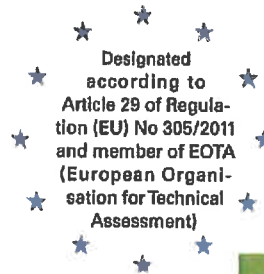 Designated
according to
Article 29 of Regula-
tion (EU) No 305/2011
and member of EOTA
(European Organi-
sation for Technical
Assessment)